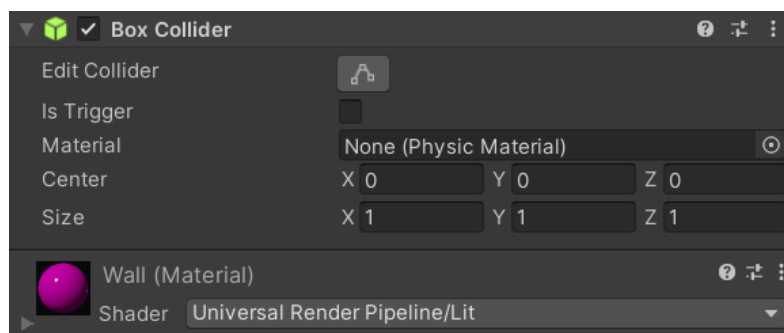 Box Collider
Edit Collider
Is Trigger
Material None (Physic Material)
Center X 0 Y 0 Z 0
Size X 1 Y 1 Z 1
Wall (Material)
Shader Universal Render Pipeline/Lit